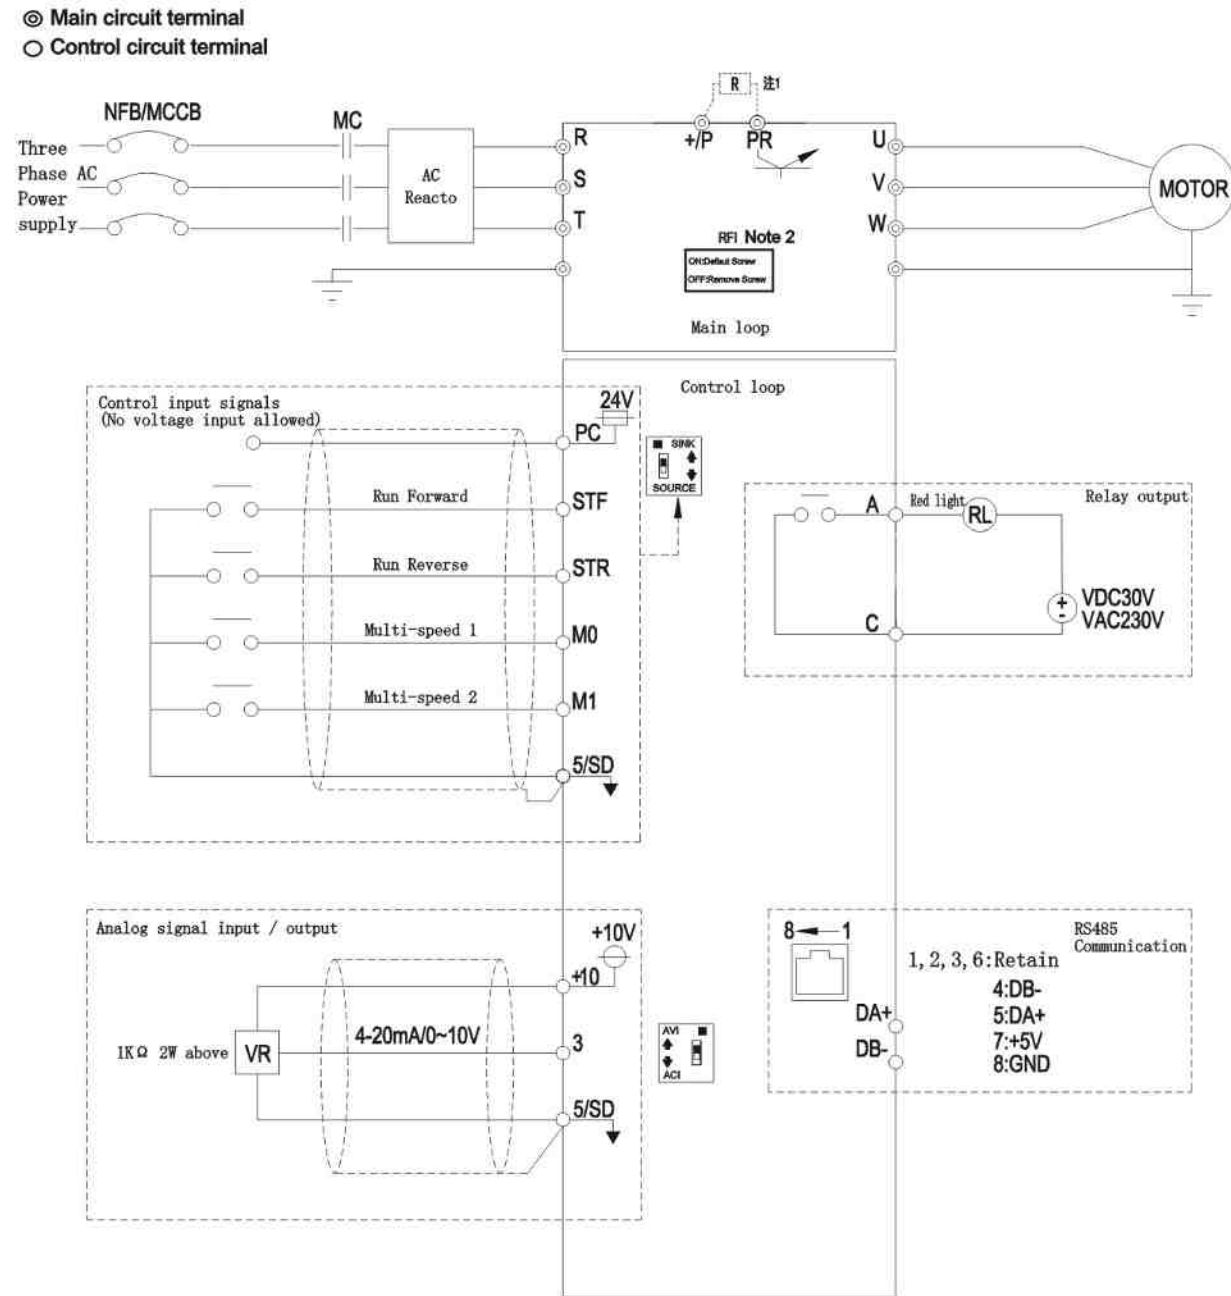 Main circuit terminal
Control circuit terminal
NFB/MCCB
MC
Three
Phase AC
Power
supply
AC
Reacto
R
S
T
R
注1
+/P
PR
U
V
W
MOTOR
RFI Note 2
ON:Defaut Screw
OFF:Remove Screw
Main loop
Control loop
Control input signals
(No voltage input allowed)
24V
PC
SINK
SOURCE
Run Forward
STF
Run Reverse
STR
Multi-speed 1
M0
Multi-speed 2
M1
5/SD
Relay output
A
Red light
RL
C
+
-
VDC30V
VAC230V
Analog signal input / output
+10V
+10
1KΩ 2W above
VR
4-20mA/0~10V
3
5/SD
AVI
ACI
RS485
Communication
8
1
1,2,3,6:Retain
4:DB-
5:DA+
7:+5V
8:GND
DA+
DB-